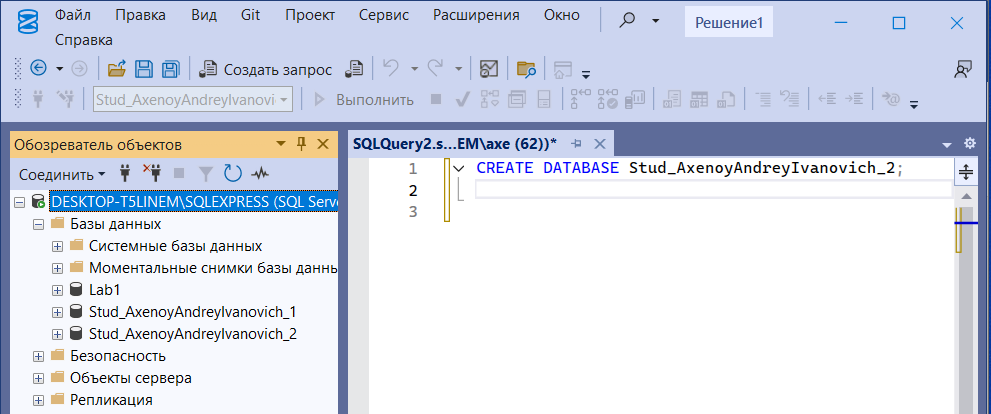 Файл Правка Вид Git Проект Сервис Расширения Окно
Справка
Решение1
Создать запрос
Stud_AxenoyAndreyIvanovi
Выполнить
Обозреватель объектов
Соединить
DESKTOP-T5LINEM\SQLEXPRESS (SQL Serve
Базы данных
Системные базы данных
Моментальные снимки базы данны
Lab1
Stud_AxenoyAndreyIvanovich_1
Stud_AxenoyAndreyIvanovich_2
Безопасность
Объекты сервера
Репликация
SQLQuery2.s...EM\axe (62))*
1 CREATE DATABASE Stud_AxenoyAndreyIvanovich_2;
2
3